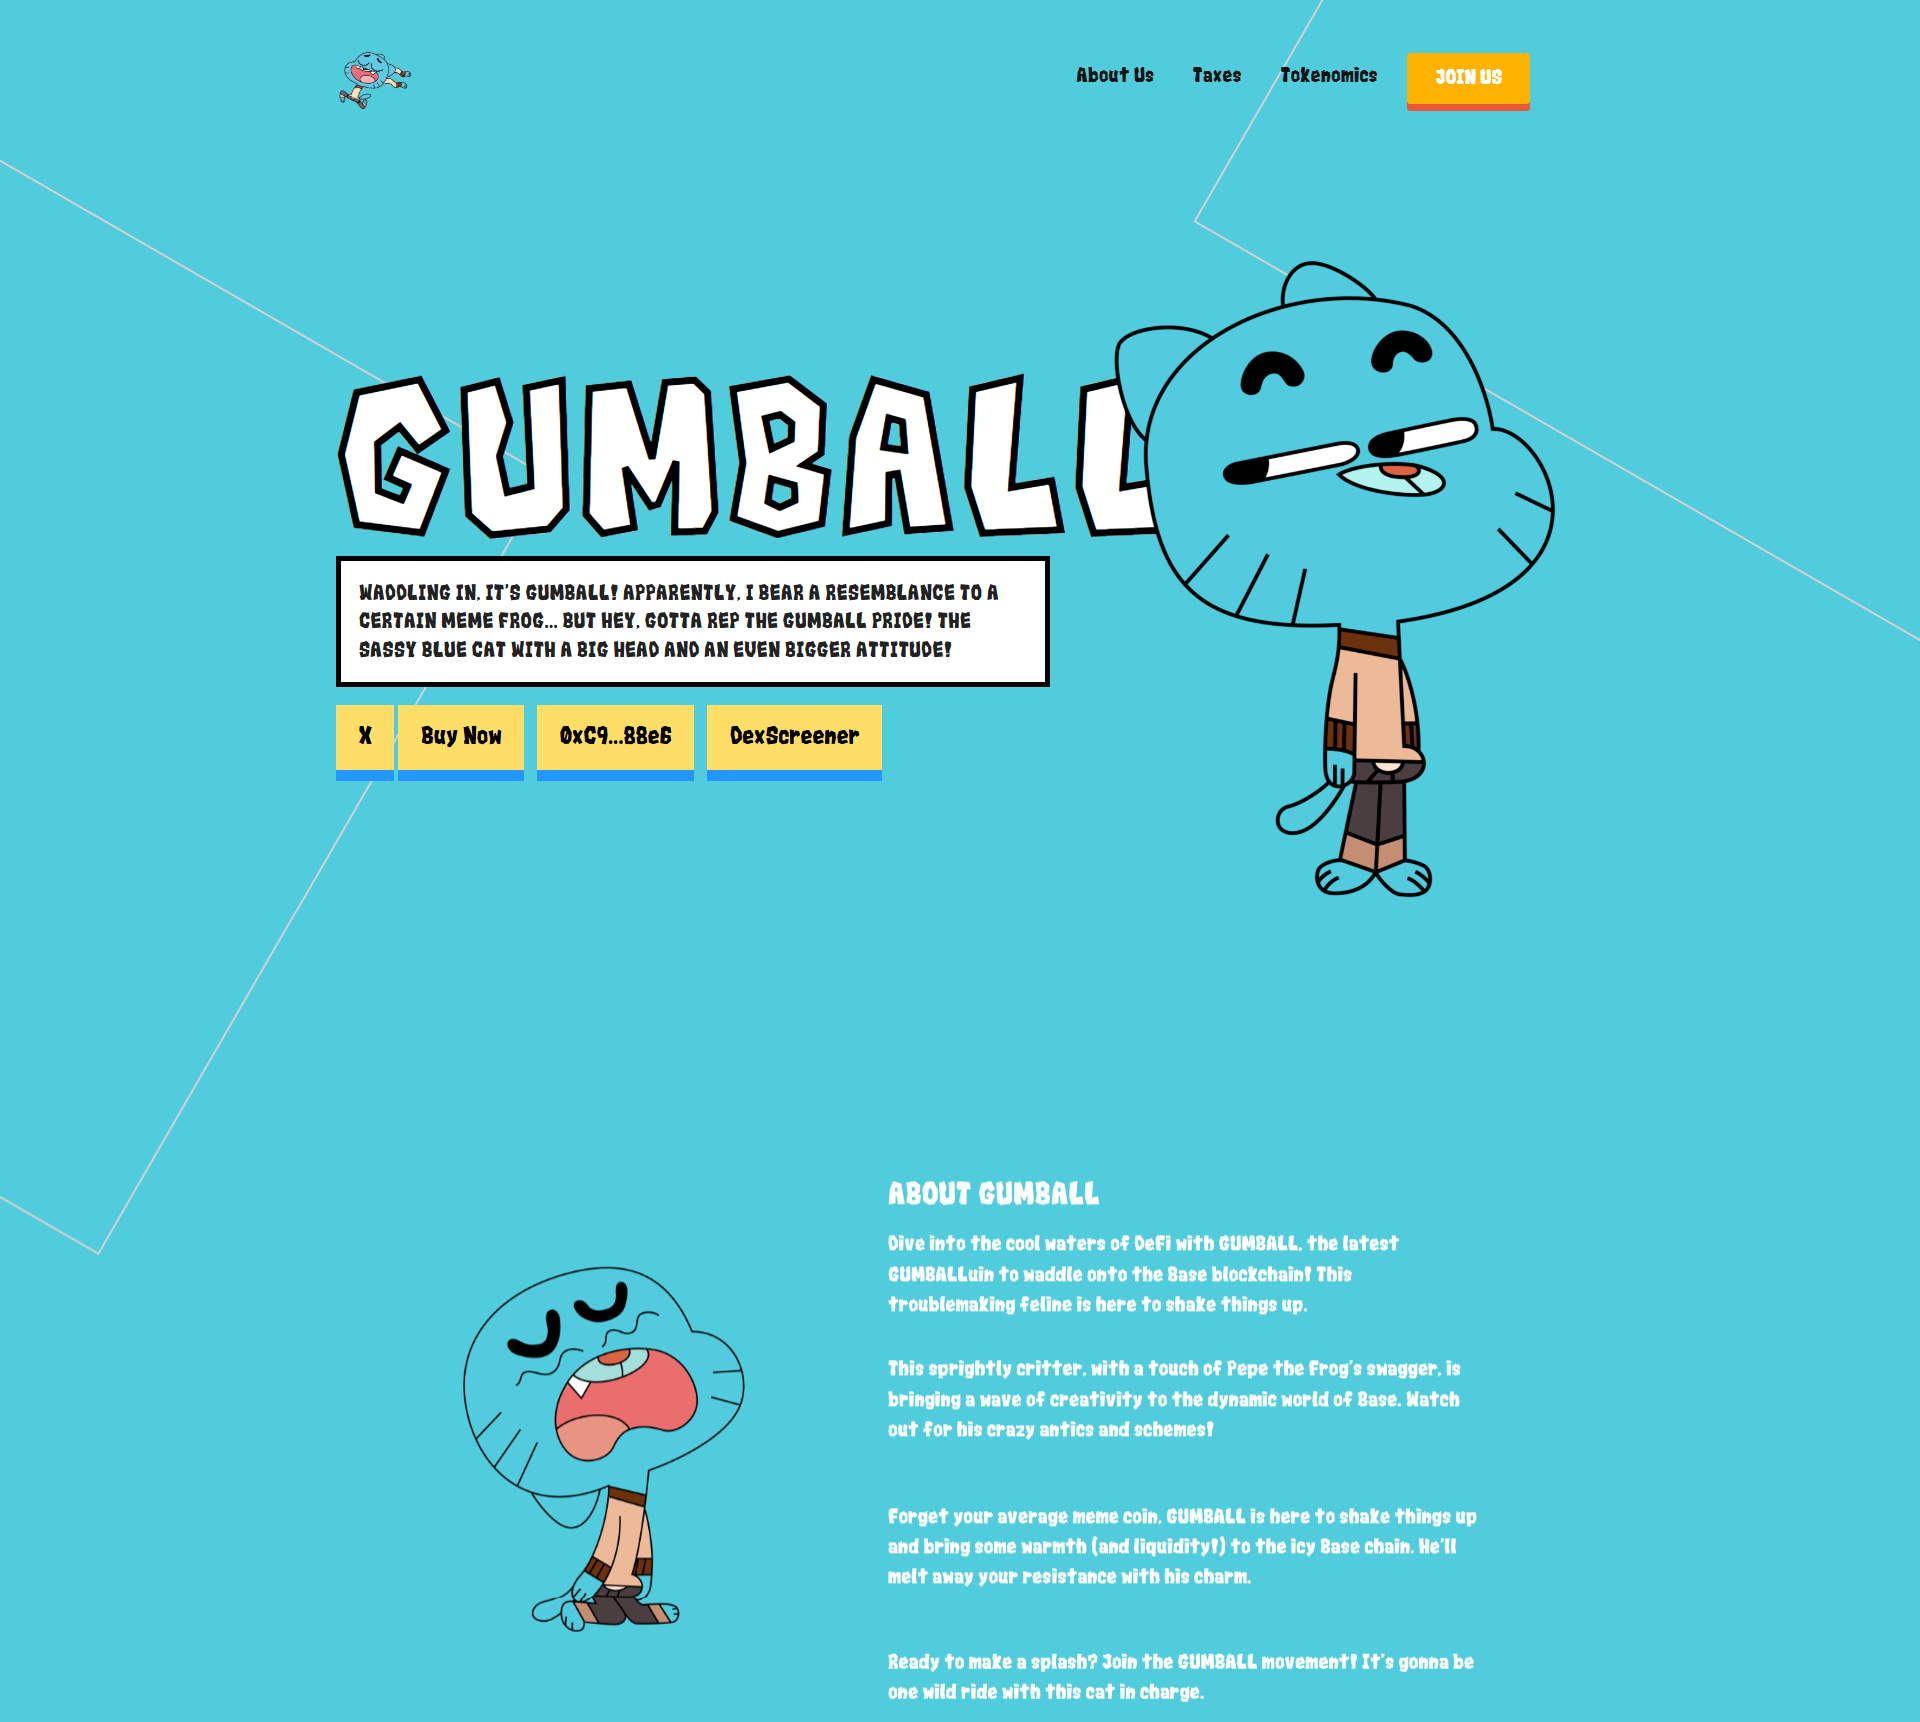 About Us
Taxes
Tokenomics
JOIN US
GUMBALL
WADDLING IN, IT'S GUMBALL! APPARENTLY, I BEAR A RESEMBLANCE TO A
CERTAIN MEME FROG... BUT HEY, GOTTA REP THE GUMBALL PRIDE! THE
SASSY BLUE CAT WITH A BIG HEAD AND AN EVEN BIGGER ATTITUDE!
X
Buy Now
0xC9...88e6
DexScreener
ABOUT GUMBALL
Dive into the cool waters of DeFi with GUMBALL, the latest
GUMBALLuin to waddle onto the Base blockchain! This
troublemaking feline is here to shake things up.
This sprightly critter, with a touch of Pepe the Frog's swagger, is
bringing a wave of creativity to the dynamic world of Base. Watch
out for his crazy antics and schemes!
Forget your average meme coin, GUMBALL is here to shake things up
and bring some warmth (and liquidity!) to the icy Base chain. He'll
melt away your resistance with his charm.
Ready to make a splash? Join the GUMBALL movement! It's gonna be
one wild ride with this cat in charge.